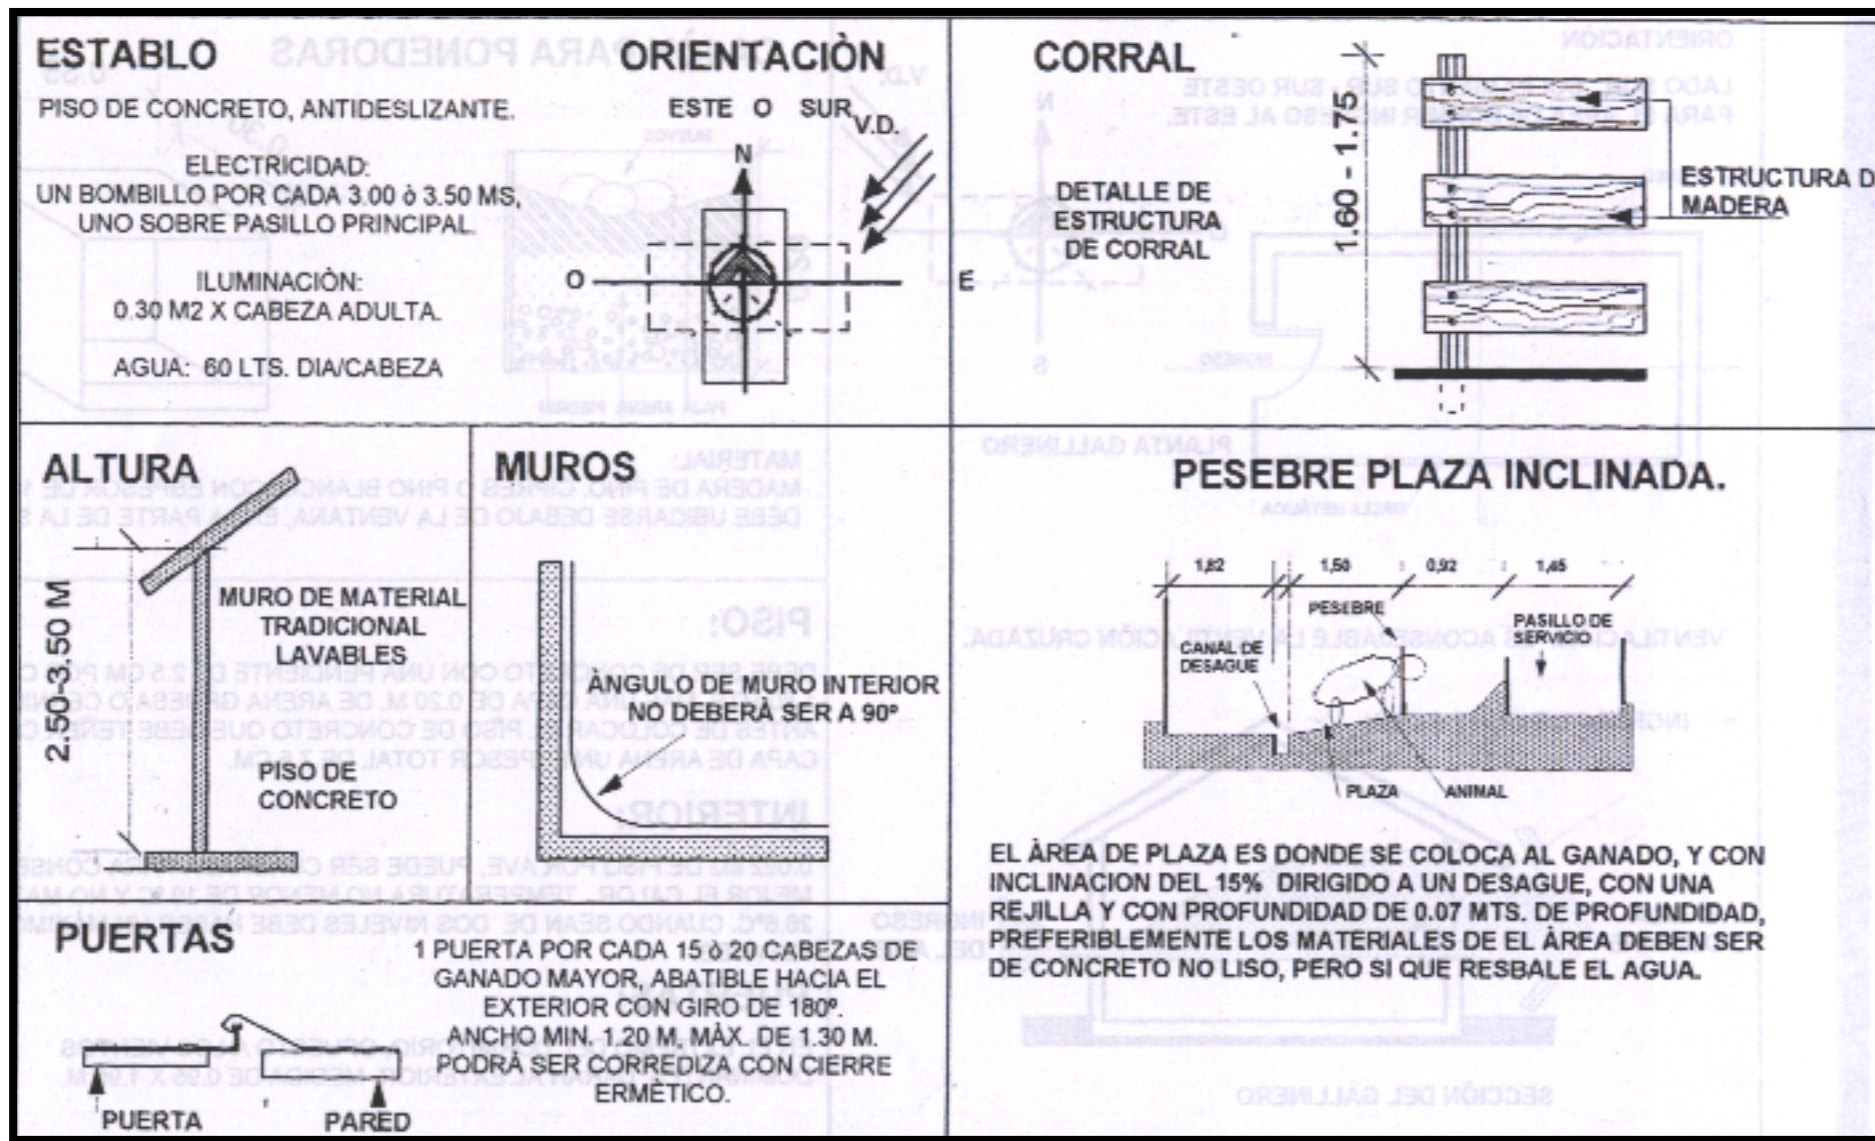 ESTABLO
PISO DE CONCRETO, ANTIDESLIZANTE.
ELECTRICIDAD:
UN BOMBILLO POR CADA 3.00 ò 3.50 MS,
UNO SOBRE PASILLO PRINCIPAL.
ILUMINACIÒN:
0.30 M2 X CABEZA ADULTA.
AGUA: 60 LTS. DIA/CABEZA
ORIENTACIÒN
ESTE O SUR
V.D.
N
O
E
CORRAL
DETALLE DE
ESTRUCTURA
DE CORRAL
1.60 - 1.75
ESTRUCTURA D
MADERA
ALTURA
2.50-3.50 M
MURO DE MATERIAL
TRADICIONAL
LAVABLES
PISO DE
CONCRETO
MUROS
ÀNGULO DE MURO INTERIOR
NO DEBERÀ SER A 90º
PESEBRE PLAZA INCLINADA.
1,82 1,50 0,92 1,45
PESEBRE
CANAL DE
DESAGUE
PASILLO DE
SERVICIO
PLAZA
ANIMAL
EL ÀREA DE PLAZA ES DONDE SE COLOCA AL GANADO, Y CON
INCLINACION DEL 15% DIRIGIDO A UN DESAGUE, CON UNA
REJILLA Y CON PROFUNDIDAD DE 0.07 MTS. DE PROFUNDIDAD,
PREFERIBLEMENTE LOS MATERIALES DE EL ÀREA DEBEN SER
DE CONCRETO NO LISO, PERO SI QUE RESBALE EL AGUA.
PUERTAS
1 PUERTA POR CADA 15 ò 20 CABEZAS DE
GANADO MAYOR, ABATIBLE HACIA EL
EXTERIOR CON GIRO DE 180º.
ANCHO MIN. 1.20 M, MÀX. DE 1.30 M.
PODRÀ SER CORREDIZA CON CIERRE
ERMÈTICO.
PUERTA
PARED